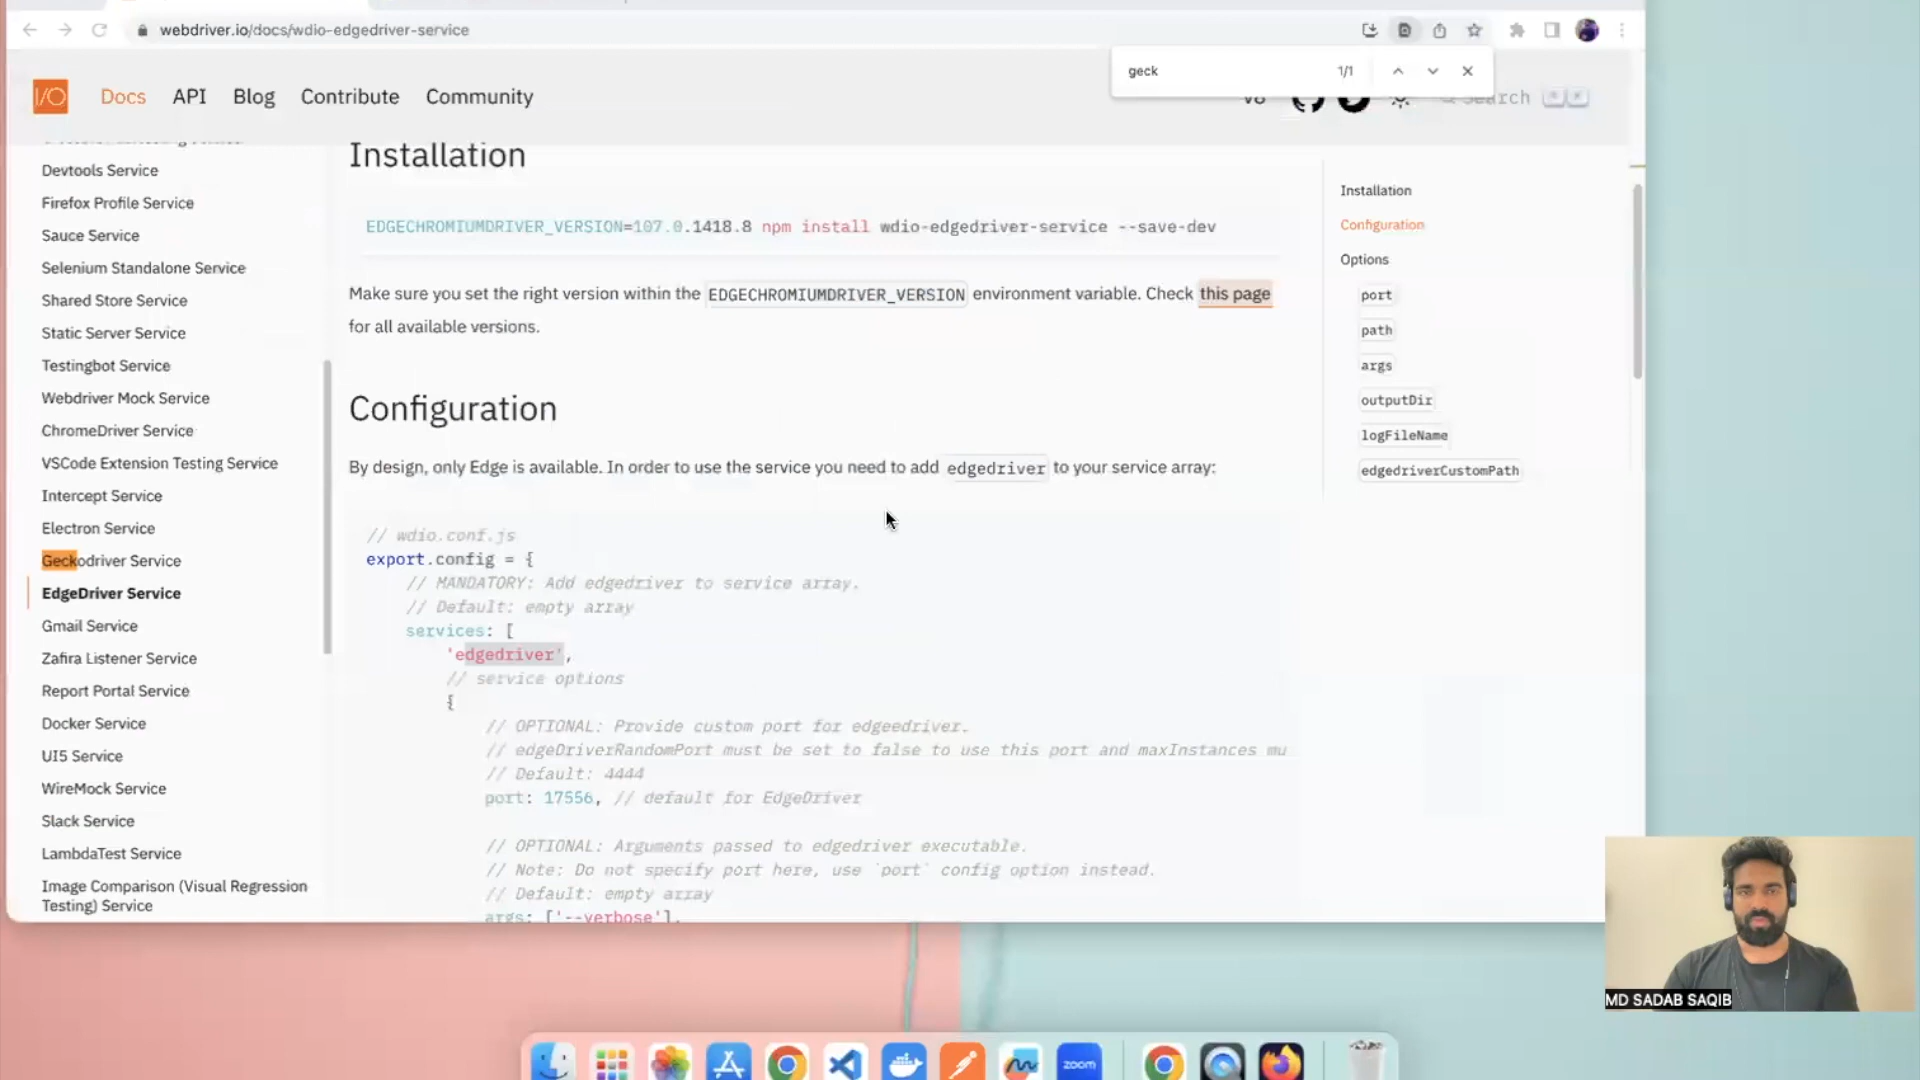 webdriver.io/docs/wdio-edgedriver-service
geck
1/1
I/O
Docs
API
Blog
Contribute
Community
v8
Search
Devtools Service
Firefox Profile Service
Sauce Service
Selenium Standalone Service
Shared Store Service
Static Server Service
Testingbot Service
Webdriver Mock Service
ChromeDriver Service
VSCode Extension Testing Service
Intercept Service
Electron Service
Geckodriver Service
EdgeDriver Service
Gmail Service
Zafira Listener Service
Report Portal Service
Docker Service
UI5 Service
WireMock Service
Slack Service
LambdaTest Service
Image Comparison (Visual Regression
Testing) Service
Installation
EDGECHROMIUMDRIVER_VERSION=107.0.1418.8 npm install wdio-edgedriver-service --save-dev
Make sure you set the right version within the EDGECHROMIUMDRIVER_VERSION environment variable. Check this page
for all available versions.
Configuration
By design, only Edge is available. In order to use the service you need to add edgedriver to your service array:
// wdio.conf.js
export.config = {
// MANDATORY: Add edgedriver to service array.
// Default: empty array
services: [
'edgedriver',
// service options
{
// OPTIONAL: Provide custom port for edgeedriver.
// edgeDriverRandomPort must be set to false to use this port and maxInstances mu
// Default: 4444
port: 17556, // default for EdgeDriver
// OPTIONAL: Arguments passed to edgedriver executable.
// Note: Do not specify port here, use `port` config option instead.
// Default: empty array
args: ['--verbose'],
Installation
Configuration
Options
port
path
args
outputDir
logFileName
edgedriverCustomPath
MD SADAB SAQIB
zoom